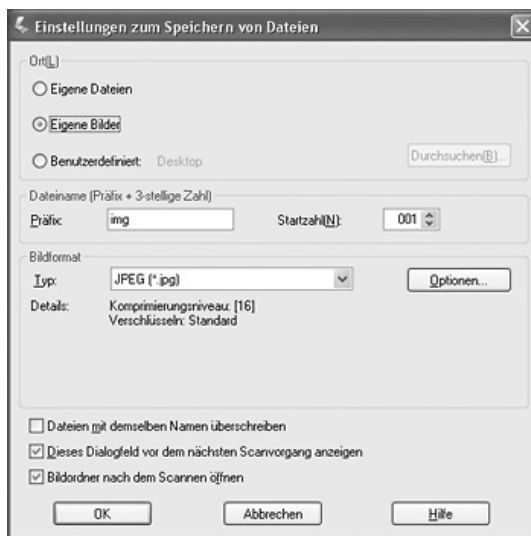 Einstellungen zum Speichern von Dateien
Ort(L)
Eigene Dateien
Eigene Bilder
Benutzerdefiniert: Desktop Durchsuchen(B)...
Dateiname (Präfix + 3-stellige Zahl)
Präfix: img Startzahl(N): 001
Bildformat
Typ: JPEG (*.jpg) Optionen...
Details: Komprimierungsniveau: [16]
Verschlüsseln: Standard
Dateien mit demselben Namen überschreiben
Dieses Dialogfeld vor dem nächsten Scanvorgang anzeigen
Bildordner nach dem Scannen öffnen
OK Abbrechen Hilfe